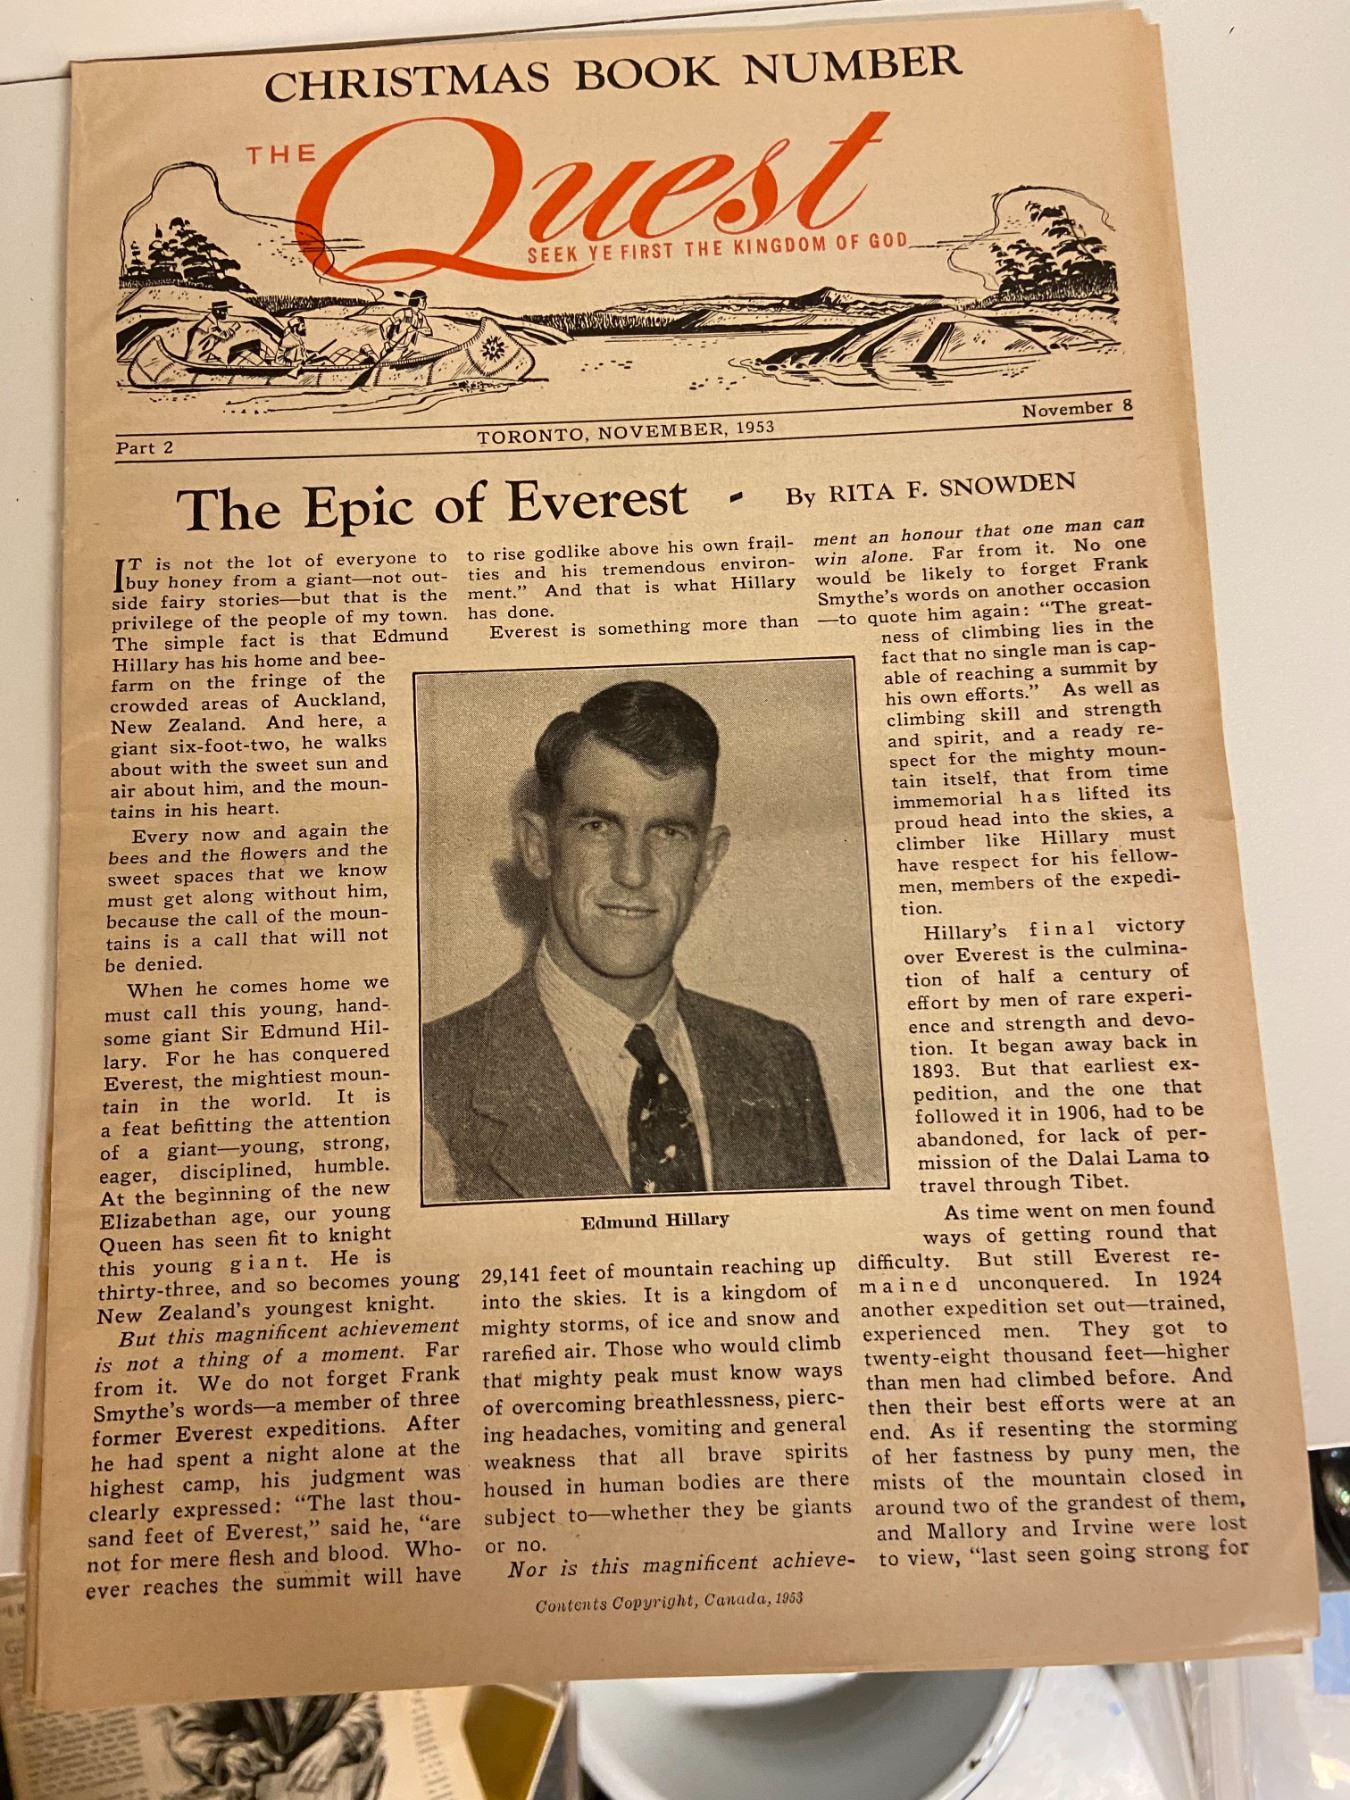 CHRISTMAS BOOK NUMBER
THE Quest
SEEK YE FIRST THE KINGDOM OF GOD
Part 2
TORONTO, NOVEMBER, 1953
November 8
The Epic of Everest - By RITA F. SNOWDEN
IT is not the lot of everyone to
buy honey from a giant—not out-
side fairy stories—but that is the
privilege of the people of my town.
The simple fact is that Edmund
Hillary has his home and bee-
farm on the fringe of the
crowded areas of Auckland,
New Zealand. And here, a
giant six-foot-two, he walks
about with the sweet sun and
air about him, and the moun-
tains in his heart.
Every now and again the
bees and the flowers and the
sweet spaces that we know
must get along without him,
because the call of the moun-
tains is a call that will not
be denied.
When he comes home we
must call this young, hand-
some giant Sir Edmund Hil-
lary. For he has conquered
Everest, the mightiest moun-
tain in the world. It is
a feat befitting the attention
of a giant—young, strong,
eager, disciplined, humble.
At the beginning of the new
Elizabethan age, our young
Queen has seen fit to knight
this young giant. He is
thirty-three, and so becomes young
New Zealand's youngest knight.
But this magnificent achievement
is not a thing of a moment. Far
from it. We do not forget Frank
Smythe's words—a member of three
former Everest expeditions. After
he had spent a night alone at the
highest camp, his judgment was
clearly expressed: "The last thou-
sand feet of Everest," said he, "are
not for mere flesh and blood. Who-
ever reaches the summit will have
to rise godlike above his own frail-
ties and his tremendous environ-
ment." And that is what Hillary
has done.
Everest is something more than
Edmund Hillary
29,141 feet of mountain reaching up
into the skies. It is a kingdom of
mighty storms, of ice and snow and
rarefied air. Those who would climb
that mighty peak must know ways
of overcoming breathlessness, pierc-
ing headaches, vomiting and general
weakness that all brave spirits
housed in human bodies are there
subject to—whether they be giants
or no.
Nor is this magnificent achieve-
ment an honour that one man can
win alone. Far from it. No one
would be likely to forget Frank
Smythe's words on another occasion
—to quote him again: "The great-
ness of climbing lies in the
fact that no single man is cap-
able of reaching a summit by
his own efforts." As well as
climbing skill and strength
and spirit, and a ready re-
spect for the mighty moun-
tain itself, that from time
immemorial has lifted its
proud head into the skies, a
climber like Hillary must
have respect for his fellow-
men, members of the expedi-
tion.
Hillary's final victory
over Everest is the culmina-
tion of half a century of
effort by men of rare experi-
ence and strength and devo-
tion. It began away back in
1893. But that earliest ex-
pedition, and the one that
followed it in 1906, had to be
abandoned, for lack of per-
mission of the Dalai Lama to
travel through Tibet.
As time went on men found
ways of getting round that
difficulty. But still Everest re-
mained unconquered. In 1924
another expedition set out—trained,
experienced men. They got to
twenty-eight thousand feet—higher
than men had climbed before. And
then their best efforts were at an
end. As if resenting the storming
of her fastness by puny men, the
mists of the mountain closed in
around two of the grandest of them,
and Mallory and Irvine were lost
to view, "last seen going strong for
Contents Copyright, Canada, 1953